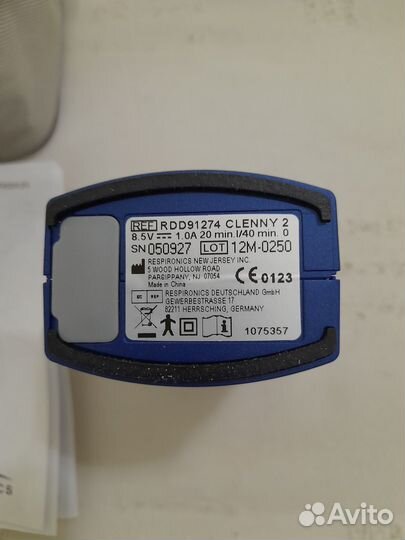 REF RDD91274 CLENNY 2
8.5V 1.0A 20 min. I/40 min. 0
SN 050927 LOT 12M-0250
RESPIRONICS NEW JERSEY INC.
5 WOOD HOLLOW ROAD
PARSIPPANY, NJ 07054
Made in China
CE 0123
EC REP
RESPIRONICS DEUTSCHLAND GmbH
GEWERBESTRASSE 17
82211 HERRSCHING, GERMANY
1075357
CS
Avito